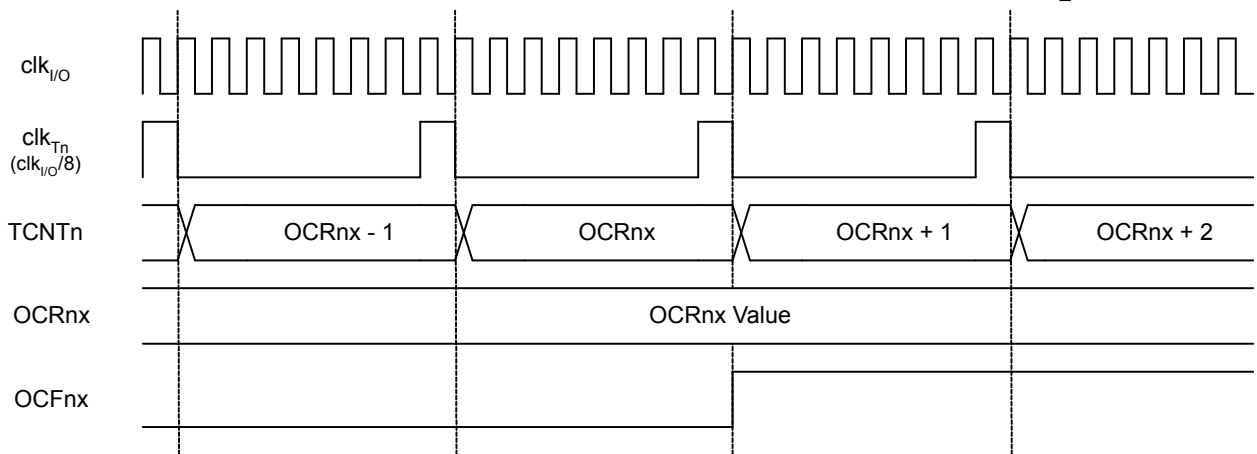 clkI/O
clkTn
(clkI/O/8)
TCNTn OCRnx - 1 OCRnx OCRnx + 1 OCRnx + 2
OCRnx OCRnx Value
OCFnx